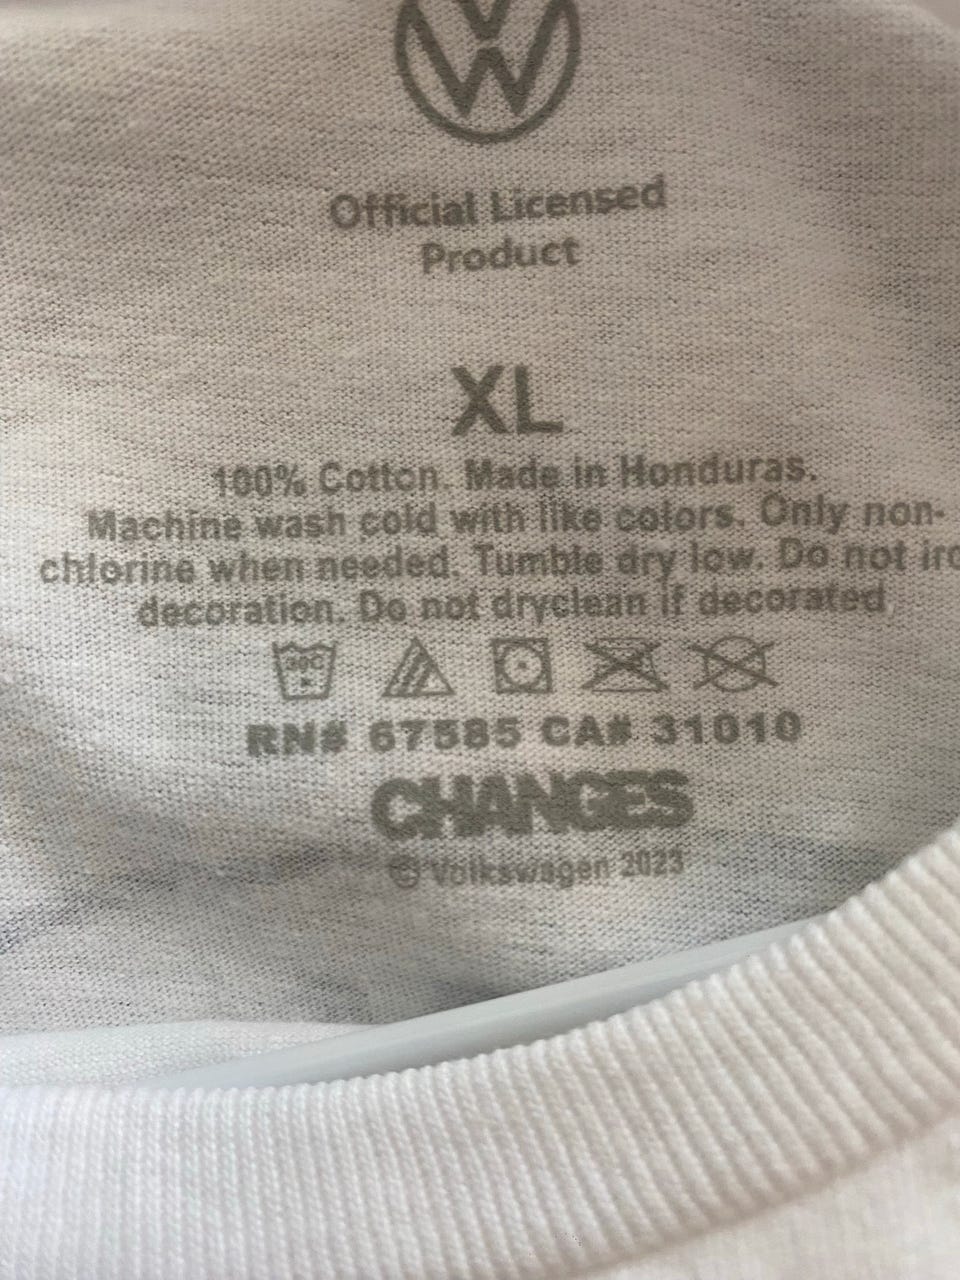 VW
Official Licensed
Product
XL
100% Cotton. Made in Honduras.
Machine wash cold with like colors. Only non-
chlorine when needed. Tumble dry low. Do not iro
decoration. Do not dryclean if decorated.
30C
RN# 67585 CA# 31010
CHANGES
© Volkswagen 2023